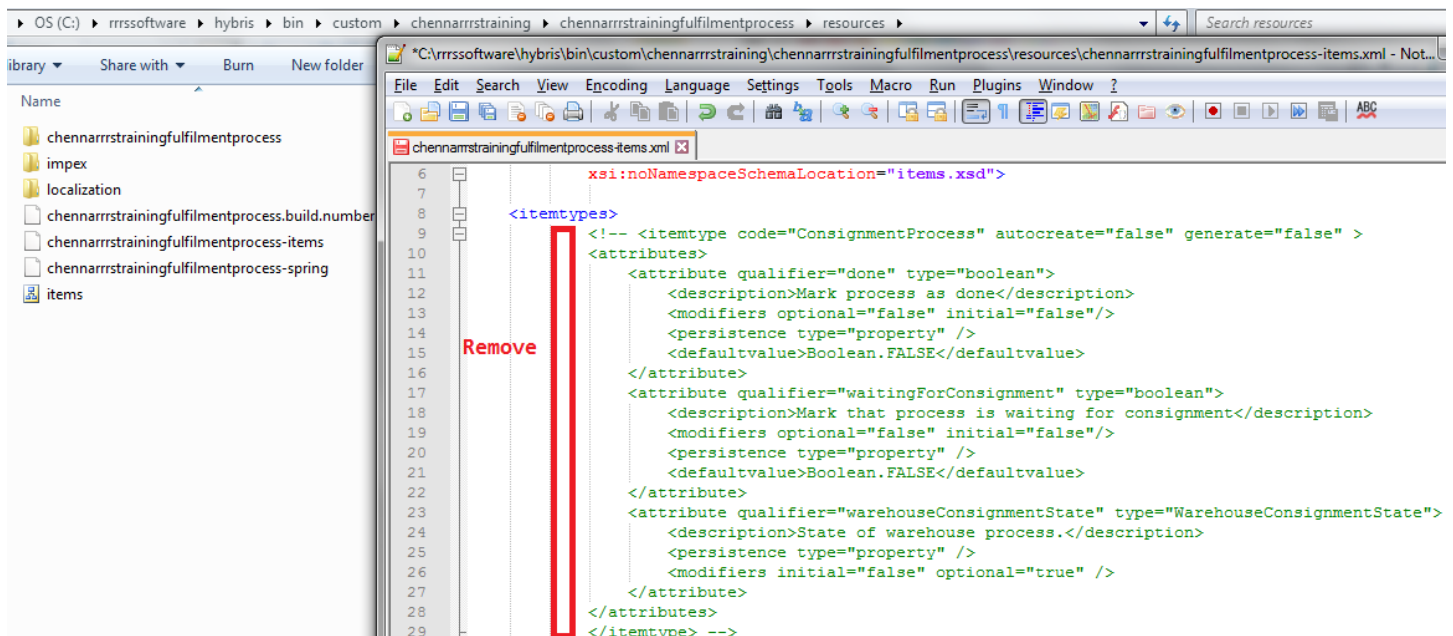 OS (C:) ▸ rrrssoftware ▸ hybris ▸ bin ▸ custom ▸ chennarrrstraining ▸ chennarrrstrainingfulfilmentprocess ▸ resources ▸ Search resources
ibrary Share with Burn New folder
*C:\rrrssoftware\hybris\bin\custom\chennarrrstraining\chennarrrstrainingfulfilmentprocess\resources\chennarrrstrainingfulfilmentprocess-items.xml - Not...
File Edit Search View Encoding Language Settings Tools Macro Run Plugins Window ?
ABC
Name
chennarrrstrainingfulfilmentprocess
impex
localization
chennarrrstrainingfulfilmentprocess.build.number
chennarrrstrainingfulfilmentprocess-items
chennarrrstrainingfulfilmentprocess-spring
items
chennarrrstrainingfulfilmentprocess-items.xml
6 xsi:noNamespaceSchemaLocation="items.xsd">
7
8 <itemtypes>
9 <!-- <itemtype code="ConsignmentProcess" autocreate="false" generate="false" >
10 <attributes>
11 <attribute qualifier="done" type="boolean">
12 <description>Mark process as done</description>
13 <modifiers optional="false" initial="false"/>
14 <persistence type="property" />
15 <defaultvalue>Boolean.FALSE</defaultvalue>
Remove
16 </attribute>
17 <attribute qualifier="waitingForConsignment" type="boolean">
18 <description>Mark that process is waiting for consignment</description>
19 <modifiers optional="false" initial="false"/>
20 <persistence type="property" />
21 <defaultvalue>Boolean.FALSE</defaultvalue>
22 </attribute>
23 <attribute qualifier="warehouseConsignmentState" type="WarehouseConsignmentState">
24 <description>State of warehouse process.</description>
25 <persistence type="property" />
26 <modifiers initial="false" optional="true" />
27 </attribute>
28 </attributes>
29 </itemtype> -->